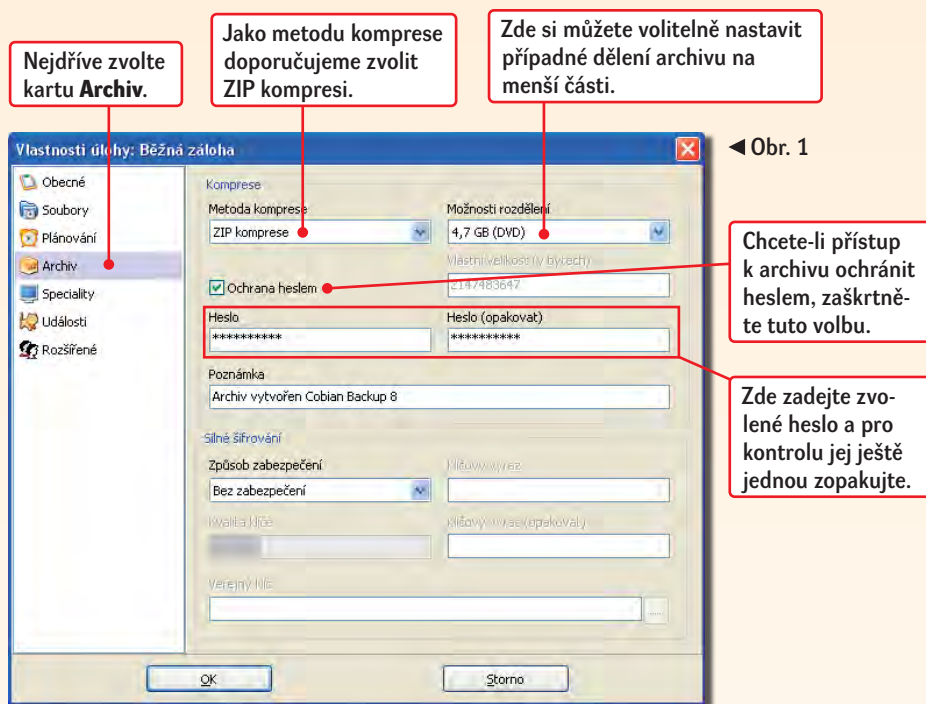 Nejdříve zvolte
kartu Archiv.
Jako metodu komprese
doporučujeme zvolit
ZIP kompresi.
Zde si můžete volitelně nastavit
případné dělení archivu na
menší části.
◄ Obr. 1
Vlastnosti úlohy: Běžná záloha
Obecné
Soubory
Plánování
Archiv
Speciality
Události
Rozšířené
Komprese
Metoda komprese
Možnosti rozdělení
ZIP komprese
4,7 GB (DVD)
Vlastní velikost (v bytech)
Ochrana heslem
2147483647
Heslo
Heslo (opakovat)
**********
**********
Poznámka
Archiv vytvořen Cobian Backup 8
Silné šifrování
Způsob zabezpečení
Klíčový výraz
Bez zabezpečení
Kvalita klíče
Klíčový výraz (opakovat)
Veřejný klíč
...
OK
Storno
Chcete-li přístup
k archivu ochránit
heslem, zaškrtně-
te tuto volbu.
Zde zadejte zvo-
lené heslo a pro
kontrolu jej ještě
jednou zopakujte.